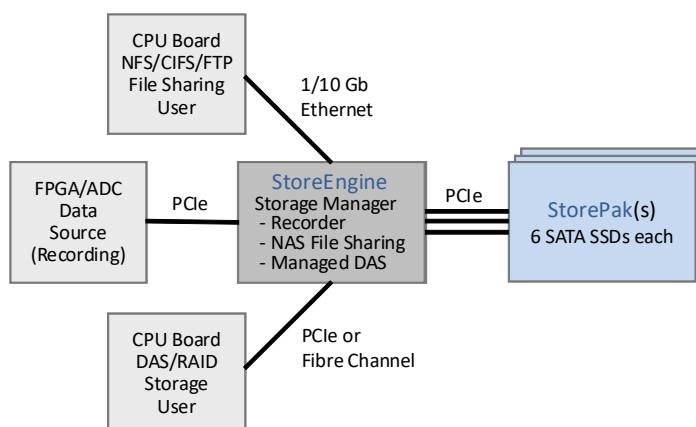 CPU Board
NFS/CIFS/FTP
File Sharing
User
1/10 Gb
Ethernet
FPGA/ADC
Data
Source
(Recording)
PCIe
StoreEngine
Storage Manager
- Recorder
- NAS File Sharing
- Managed DAS
PCIe
StorePak(s)
6 SATA SSDs each
CPU Board
DAS/RAID
Storage
User
PCIe or
Fibre Channel